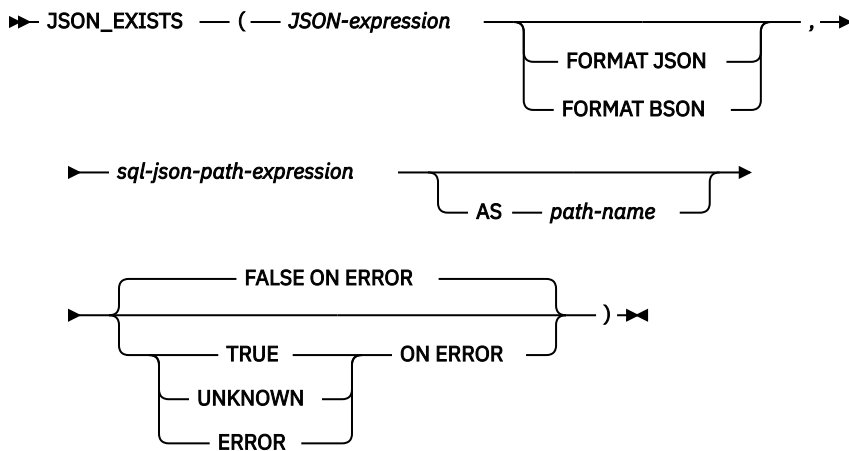 JSON_EXISTS ( JSON-expression ,
FORMAT JSON
FORMAT BSON
sql-json-path-expression
AS path-name
FALSE ON ERROR
)
TRUE ON ERROR
UNKNOWN
ERROR